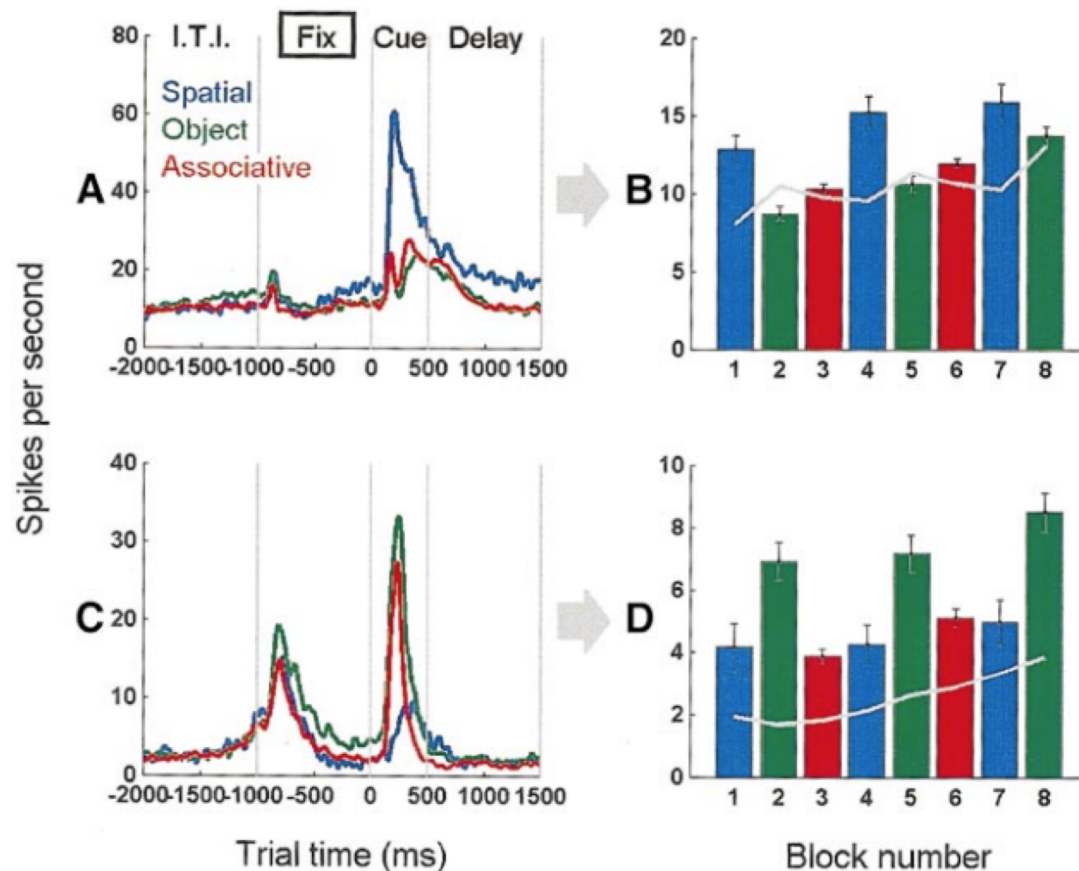 I.T.I. Fix Cue Delay
Spatial
Object
Associative
A
80
60
40
20
0
-2000 -1500 -1000 -500 0 500 1000 1500
B
20
15
10
5
0
1 2 3 4 5 6 7 8
Spikes per second
C
40
30
20
10
0
-2000 -1500 -1000 -500 0 500 1000 1500
Trial time (ms)
D
10
8
6
4
2
0
1 2 3 4 5 6 7 8
Block number